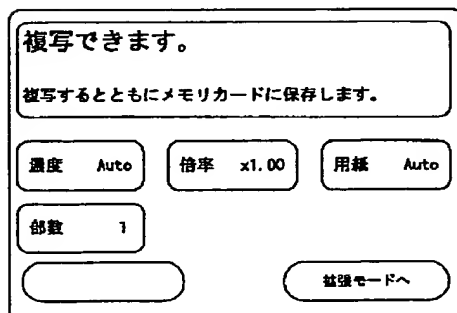 複写できます。
複写するとともにメモリカードに保存します。
濃度 Auto 倍率 x1.00 用紙 Auto
部数 1
拡張モードへ